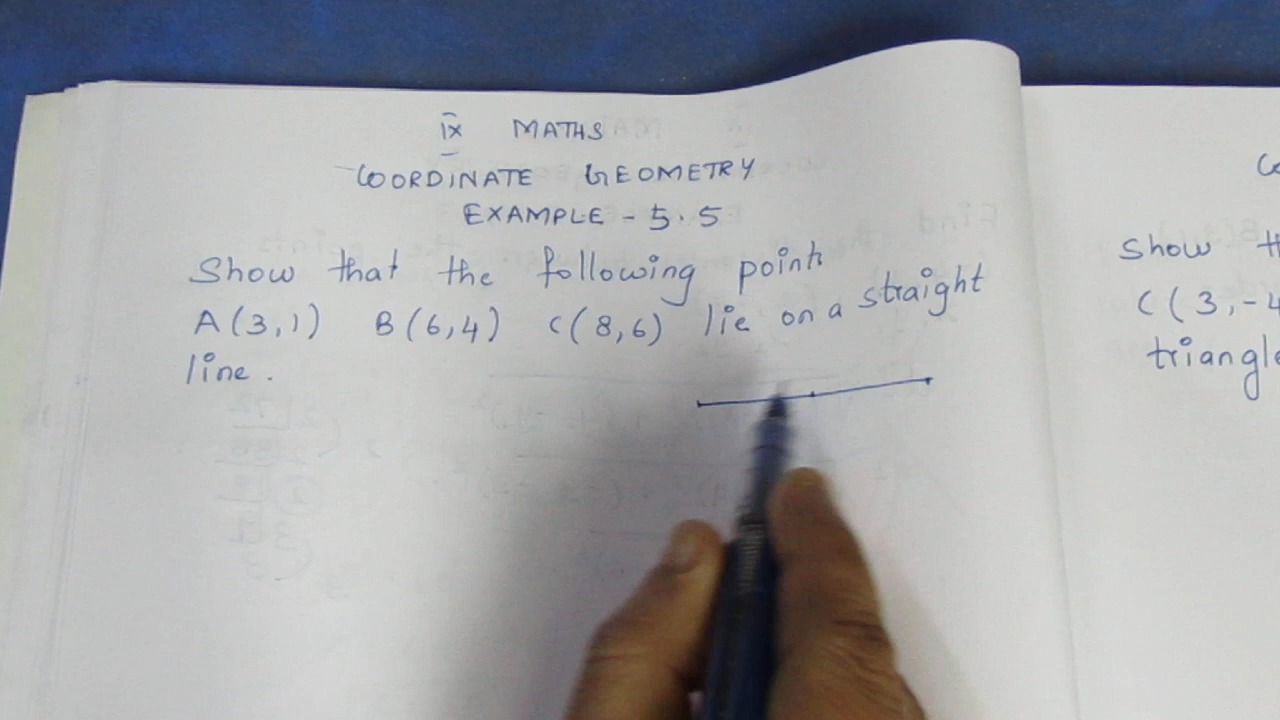 IX MATHS
COORDINATE GEOMETRY
EXAMPLE - 5.5
Show that the following points
A(3,1) B(6,4) C(8,6) lie on a straight
line.
Show
C(3,-4
triangle